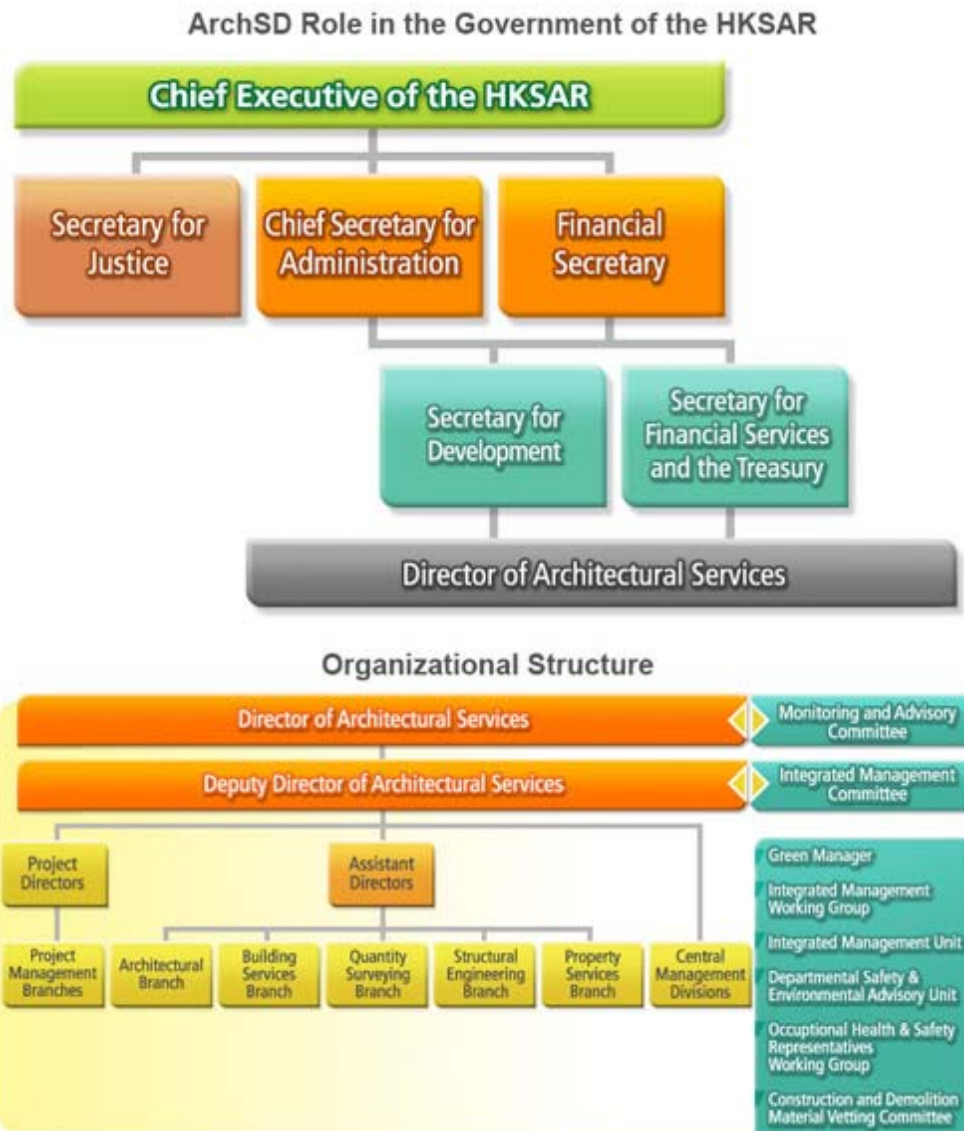 ArchSD Role in the Government of the HKSAR
Chief Executive of the HKSAR
Secretary for
Justice
Chief Secretary for
Administration
Financial
Secretary
Secretary for
Development
Secretary for
Financial Services
and the Treasury
Director of Architectural Services
Organizational Structure
Director of Architectural Services
Monitoring and Advisory
Committee
Deputy Director of Architectural Services
Integrated Management
Committee
Project
Directors
Assistant
Directors
Project
Management
Branches
Architectural
Branch
Building
Services
Branch
Quantity
Surveying
Branch
Structural
Engineering
Branch
Property
Services
Branch
Central
Management
Divisions
Green Manager
Integrated Management
Working Group
Integrated Management Unit
Departmental Safety &
Environmental Advisory Unit
Occuptional Health & Safety
Representatives
Working Group
Construction and Demolition
Material Vetting Committee